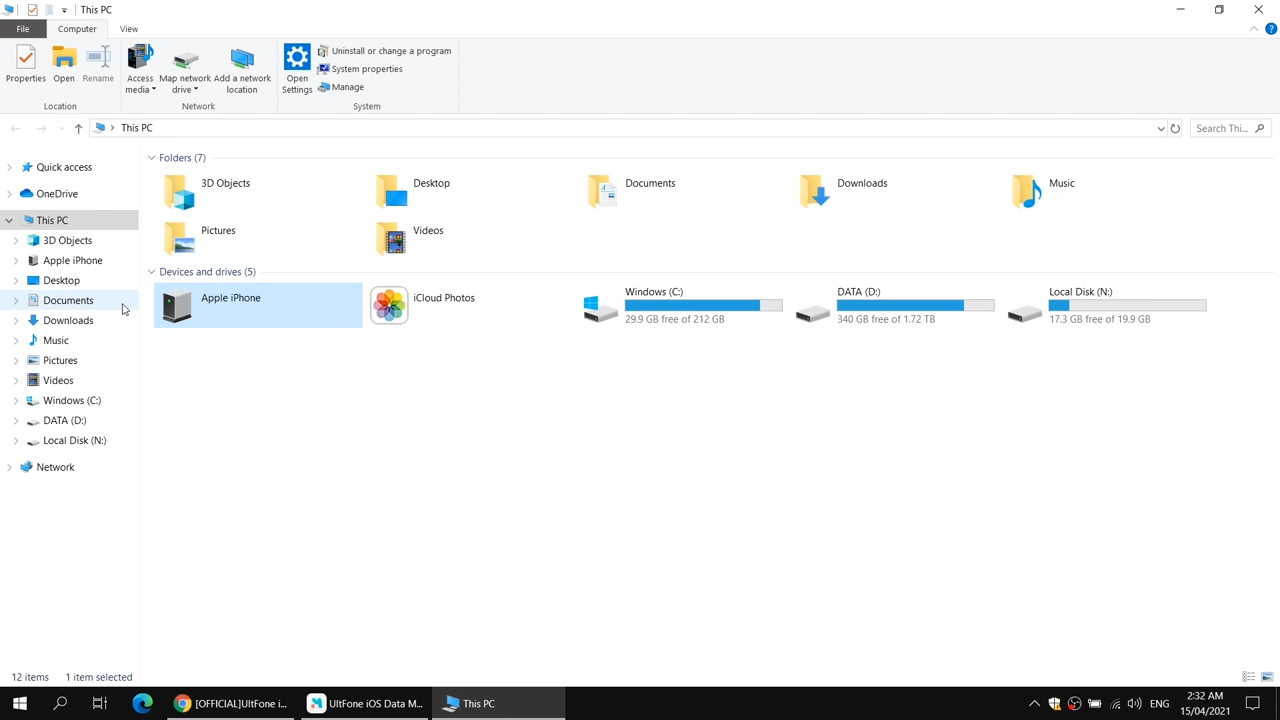 This PC
File
Computer
View
Properties
Open
Rename
Access media
Map network drive
Add a network location
Open Settings
Uninstall or change a program
System properties
Manage
Location
Network
System
This PC
Search Thi...
Quick access
OneDrive
This PC
3D Objects
Apple iPhone
Desktop
Documents
Downloads
Music
Pictures
Videos
Windows (C:)
DATA (D:)
Local Disk (N:)
Network
Folders (7)
3D Objects
Desktop
Documents
Downloads
Music
Pictures
Videos
Devices and drives (5)
Apple iPhone
iCloud Photos
Windows (C:)
29.9 GB free of 212 GB
DATA (D:)
340 GB free of 1.72 TB
Local Disk (N:)
17.3 GB free of 19.9 GB
12 items
1 item selected
[OFFICIAL]UltFone i...
UltFone iOS Data M...
This PC
ENG
2:32 AM
15/04/2021